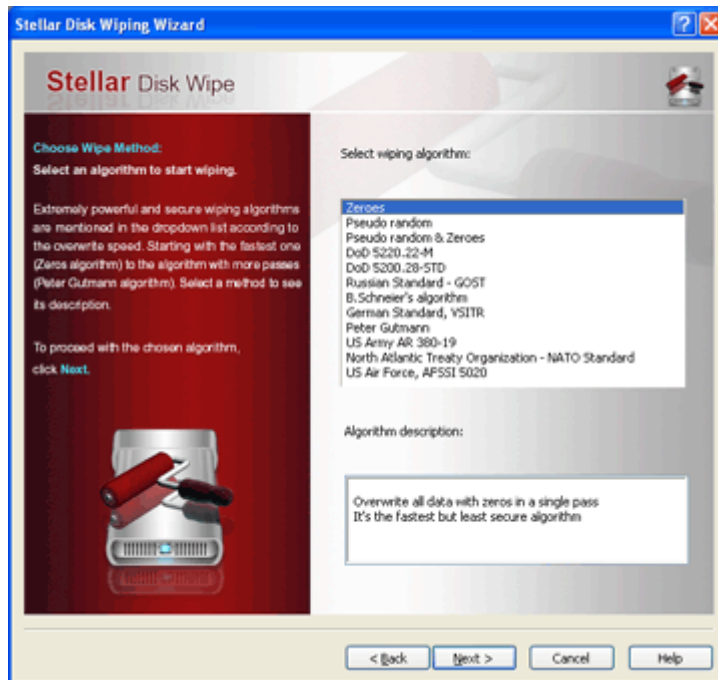 Stellar Disk Wiping Wizard
Stellar Disk Wipe
Choose Wipe Method:
Select an algorithm to start wiping.
Extremely powerful and secure wiping algorithms
are mentioned in the dropdown list according to
the overwrite speed. Starting with the fastest one
(Zeros algorithm) to the algorithm with more passes
(Peter Gutmann algorithm). Select a method to see
its description.
To proceed with the chosen algorithm,
click Next.
Select wiping algorithm:
Zeroes
Pseudo random
Pseudo random & Zeroes
DoD 5220.22-M
DoD 5200.28-STD
Russian Standard - GOST
B.Schneier's algorithm
German Standard, VSITR
Peter Gutmann
US Army AR 380-19
North Atlantic Treaty Organization - NATO Standard
US Air Force, AFSSI 5020
Algorithm description:
Overwrite all data with zeros in a single pass
It's the fastest but least secure algorithm
< Back
Next >
Cancel
Help